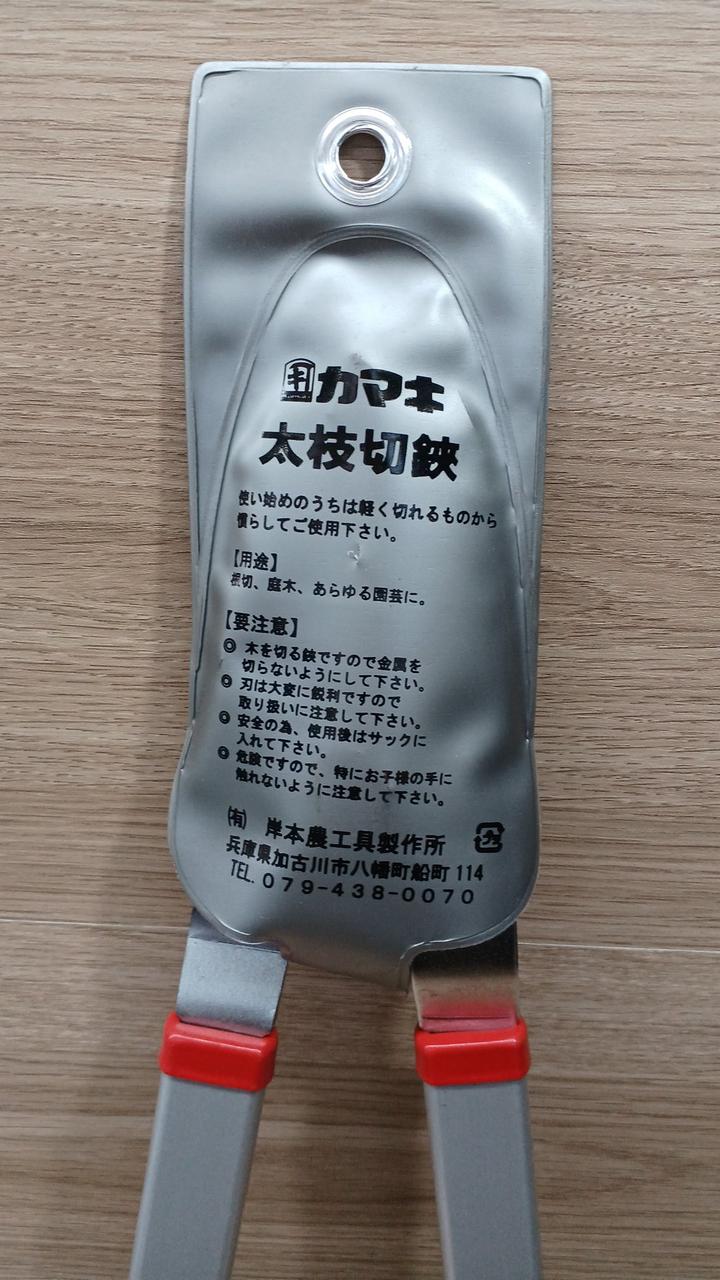 カマキ
太枝切鋏
使い始めのうちは軽く切れるものから
慣らしてご使用下さい。
【用途】
根切、庭木、あらゆる園芸に。
【要注意】
◎ 木を切る鋏ですので金属を
切らないようにして下さい。
◎ 刃は大変に鋭利ですので
取り扱いに注意して下さい。
◎ 安全の為、使用後はサックに
入れて下さい。
◎ 危険ですので、特にお子様の手に
触れないように注意して下さい。
㈲ 岸本農工具製作所
兵庫県加古川市八幡町船町 114
TEL. 079-438-0070